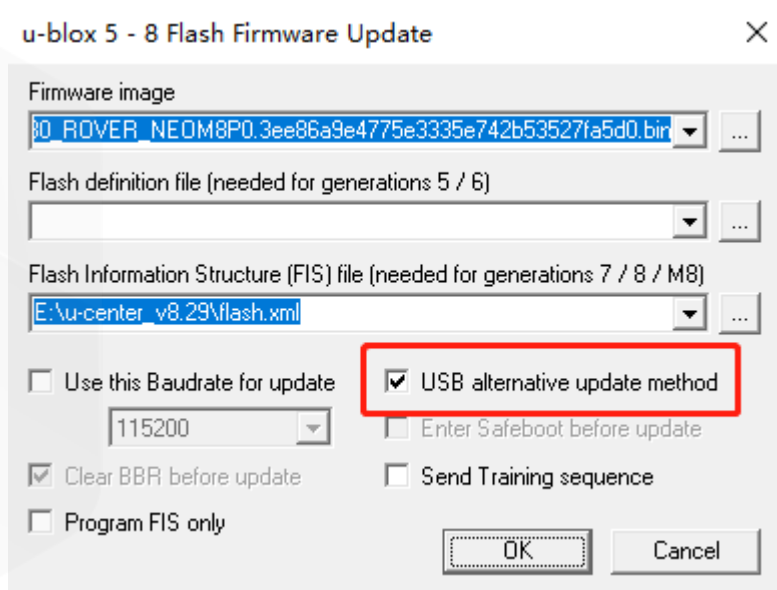 u-blox 5 - 8 Flash Firmware Update
Firmware image
30_ROVER_NEOM8P0.3ee86a9e4775e3335e742b53527fa5d0.bin
...
Flash definition file (needed for generations 5 / 6)
...
Flash Information Structure (FIS) file (needed for generations 7 / 8 / M8)
E:\u-center_v8.29\flash.xml
...
Use this Baudrate for update
USB alternative update method
115200
Enter Safeboot before update
Clear BBR before update
Send Training sequence
Program FIS only
OK
Cancel